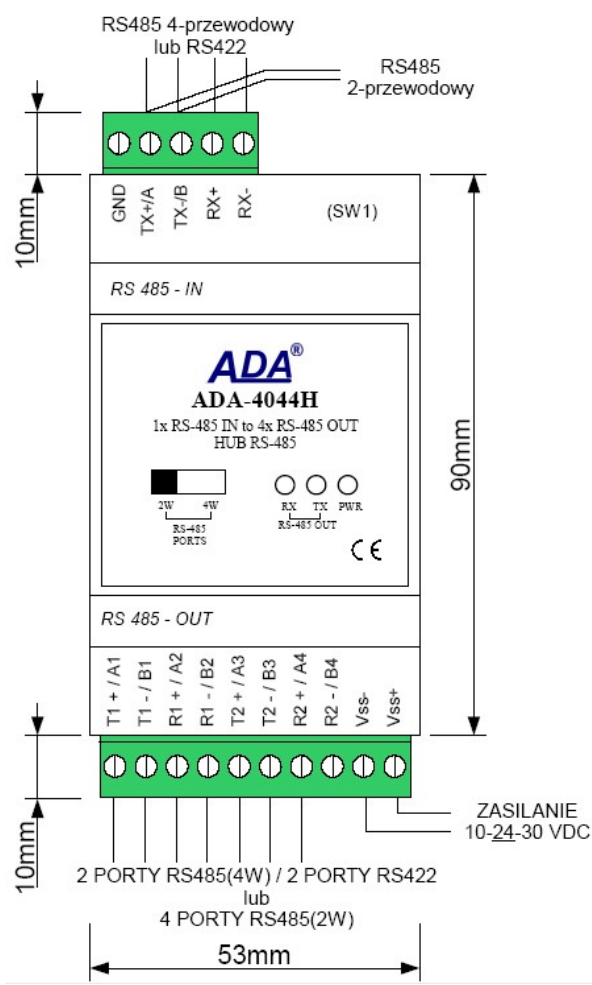 RS485 4-przewodowy
lub RS422
RS485
2-przewodowy
10mm
GND
TX+/A
TX-/B
RX+
RX-
(SW1)
RS 485 - IN
ADA®
ADA-4044H
1x RS-485 IN to 4x RS-485 OUT
HUB RS-485
2W 4W
RS-485
PORTS
RX TX PWR
RS-485 OUT
CE
90mm
RS 485 - OUT
T1 + / A1
T1 - / B1
R1 + / A2
R1 - / B2
T2 + / A3
T2 - / B3
R2 + / A4
R2 - / B4
Vss-
Vss+
10mm
ZASILANIE
10-24-30 VDC
2 PORTY RS485(4W) / 2 PORTY RS422
lub
4 PORTY RS485(2W)
53mm